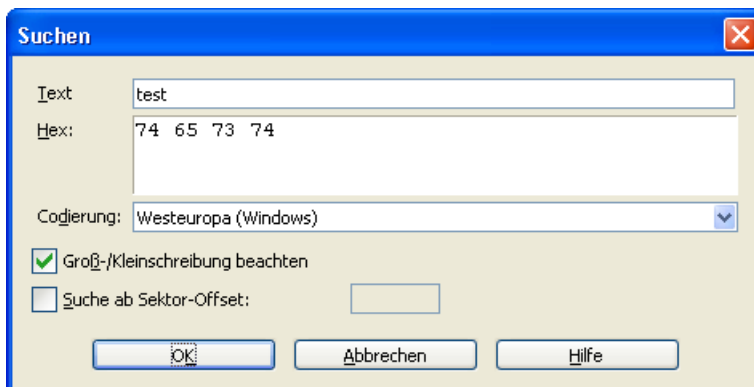 Suchen
Text
test
Hex:
74 65 73 74
Codierung:
Westeuropa (Windows)
Groß-/Kleinschreibung beachten
Suche ab Sektor-Offset:
OK
Abbrechen
Hilfe